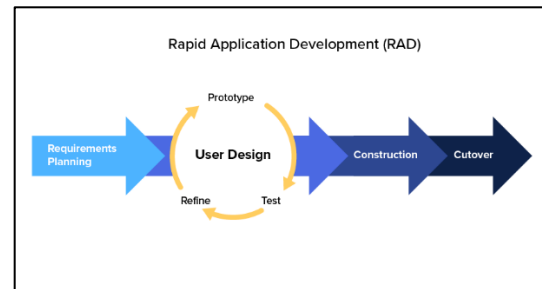 Rapid Application Development (RAD)
Prototype
Requirements
Planning
User Design
Construction
Cutover
Refine
Test